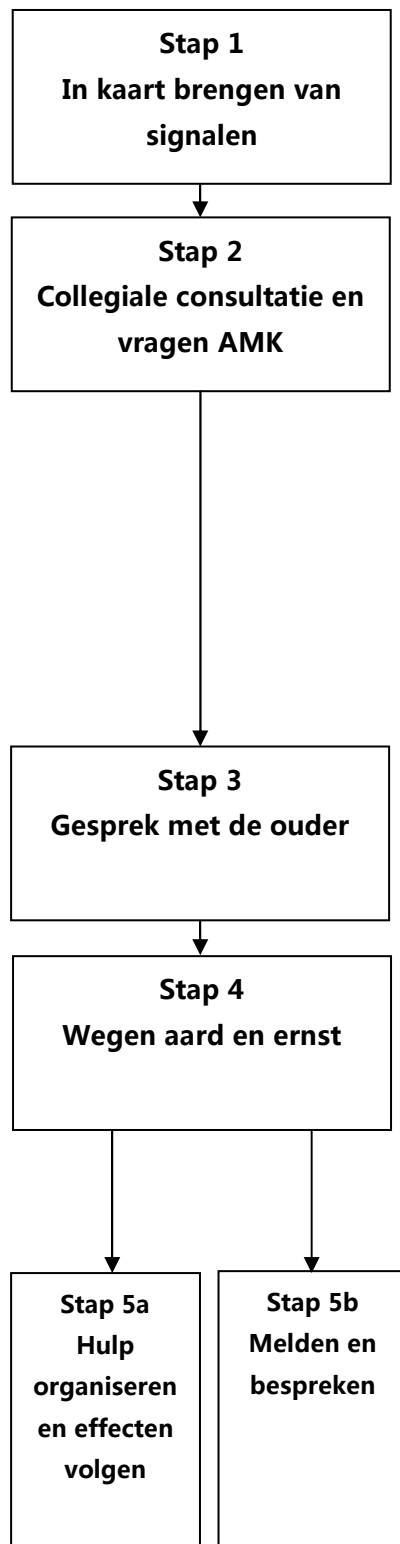 Stap 1
In kaart brengen van
signalen
Stap 2
Collegiale consultatie en
vragen AMK
Stap 3
Gesprek met de ouder
Stap 4
Wegen aard en ernst
Stap 5a
Hulp
organiseren
en effecten
volgen
Stap 5b
Melden en
bespreken